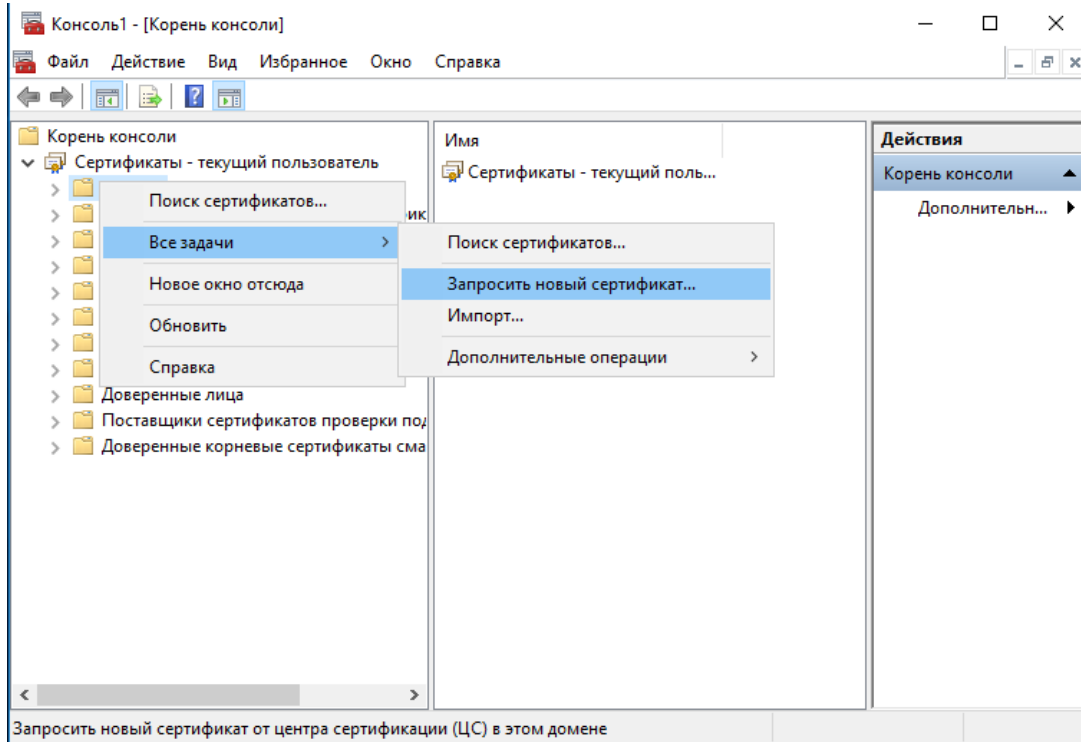 Консоль1 - [Корень консоли]
Файл Действие Вид Избранное Окно Справка
Корень консоли
Сертификаты - текущий пользователь
Поиск сертификатов...
Все задачи
Новое окно отсюда
Обновить
Справка
Доверенные лица
Поставщики сертификатов проверки под
Доверенные корневые сертификаты сма
Поиск сертификатов...
Запросить новый сертификат...
Импорт...
Дополнительные операции
Имя
Сертификаты - текущий поль...
Действия
Корень консоли
Дополнительн...
Запросить новый сертификат от центра сертификации (ЦС) в этом домене